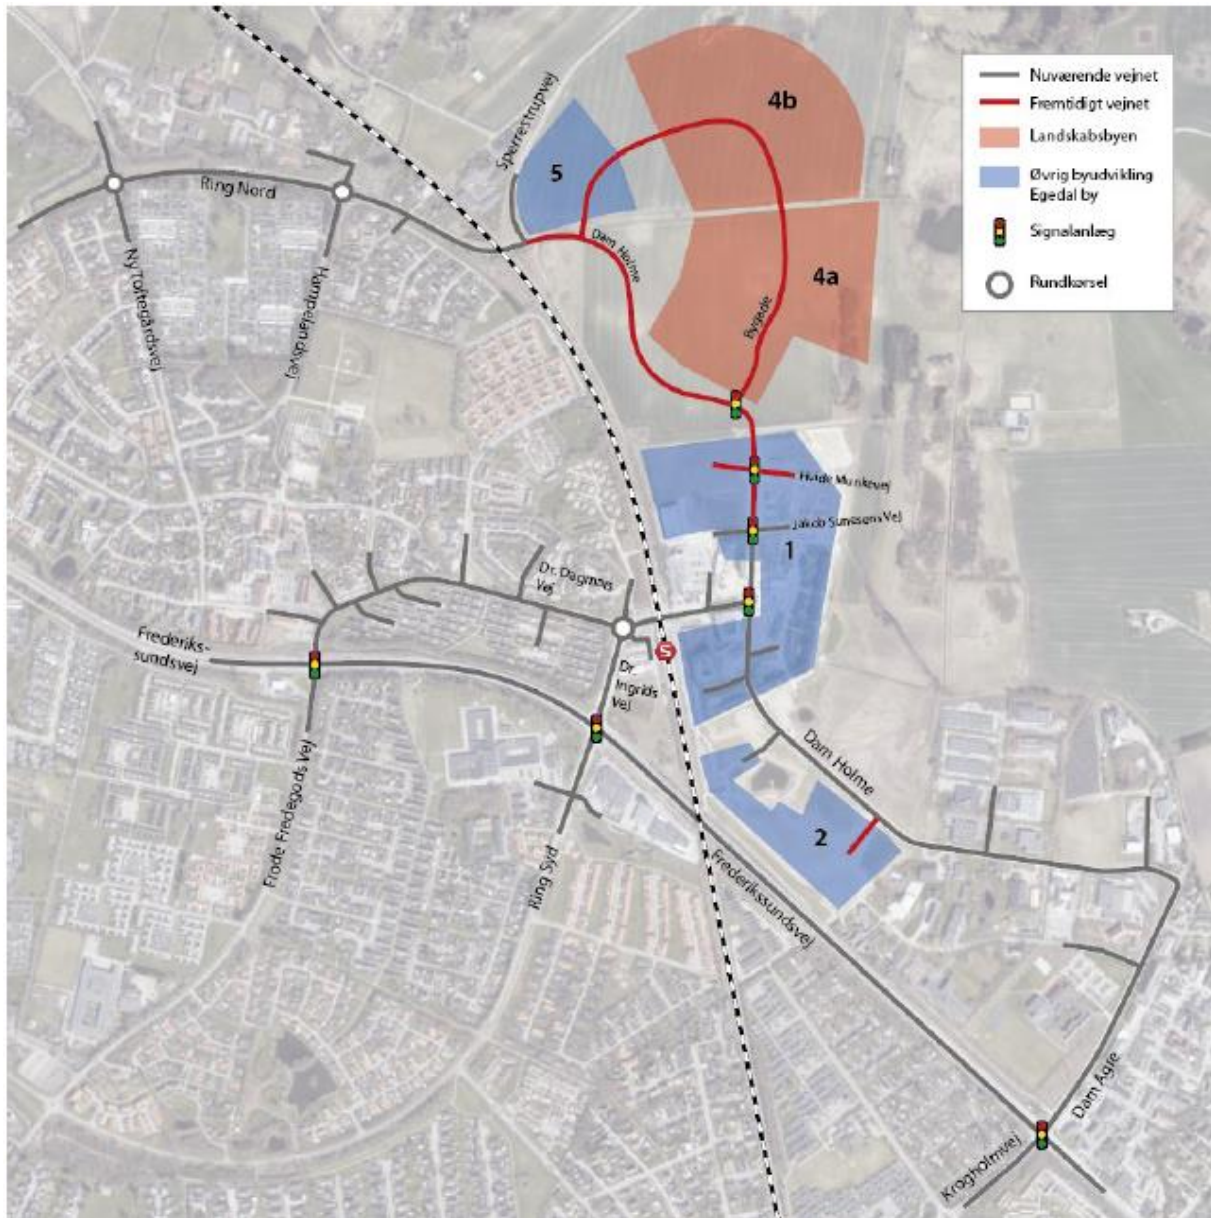 Nuværende vejnet
Fremtidigt vejnet
Landskabsbyen
Øvrig byudvikling
Egedal by
Signalanlæg
Rundkørsel
4b
Sperrestrupvej
5
Ring Nord
Dam Holme
4a
Ny Toftegårdsvej
Hampelandsvej
Bygade
Hvide Munkevej
Jakob Sunesens Vej
1
Dr. Dagmars
Vej
Frederiks-
sundsvej
S
Dr.
Ingrids
Vej
Frode Fredegods Vej
Dam Holme
2
Ring Syd
Frederikssundsvej
Dam Agre
Krogholmvej